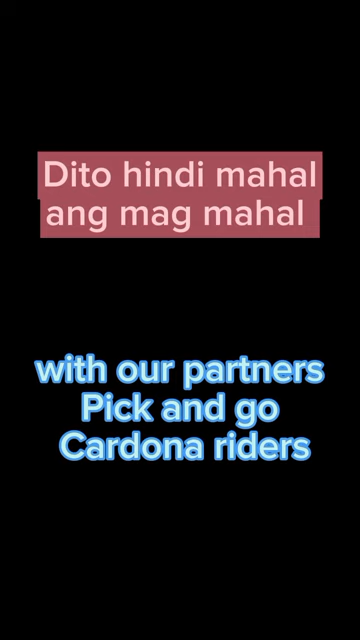 Dito hindi mahal
ang mag mahal
with our partners
Pick and go
Cardona riders